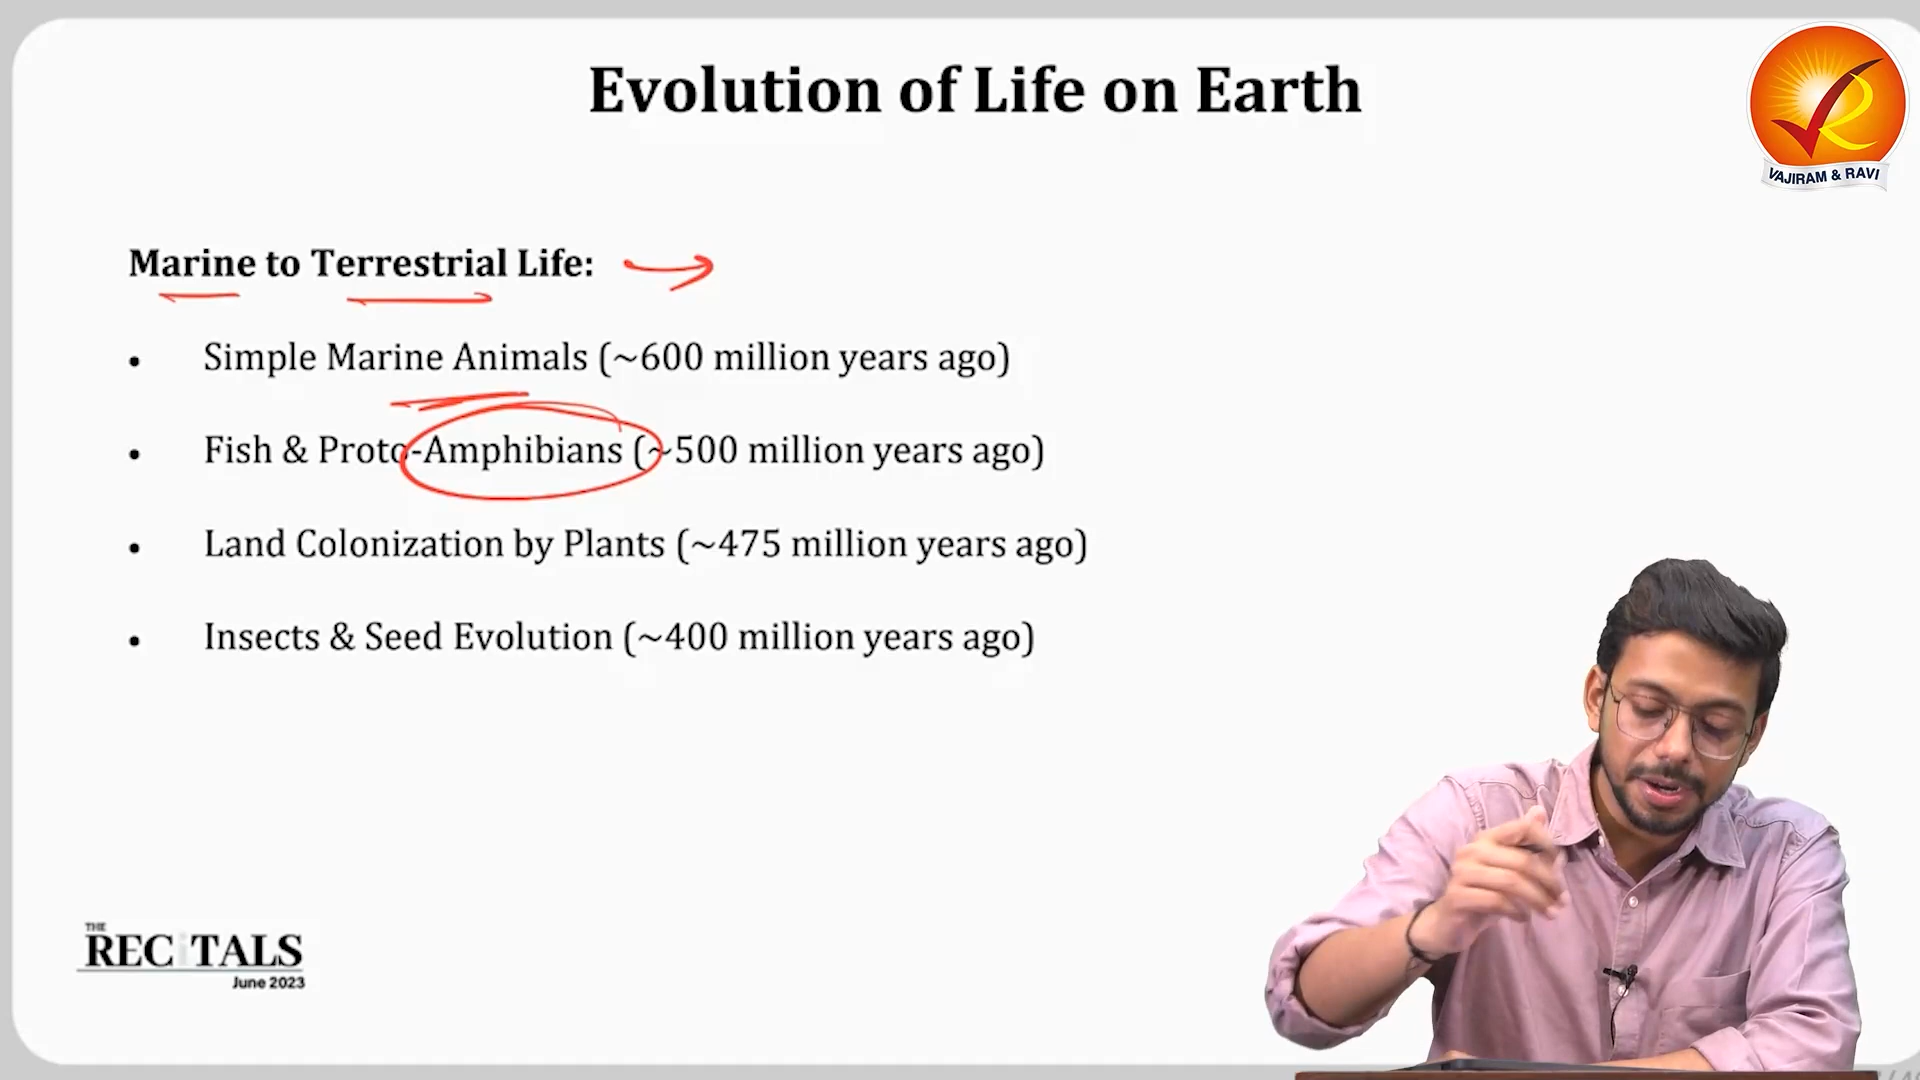 Evolution of Life on Earth
VAJIRAM & RAVI
Marine to Terrestrial Life:
• Simple Marine Animals (~600 million years ago)
• Fish & Proto-Amphibians (~500 million years ago)
• Land Colonization by Plants (~475 million years ago)
• Insects & Seed Evolution (~400 million years ago)
THE
RECiTALS
June 2023